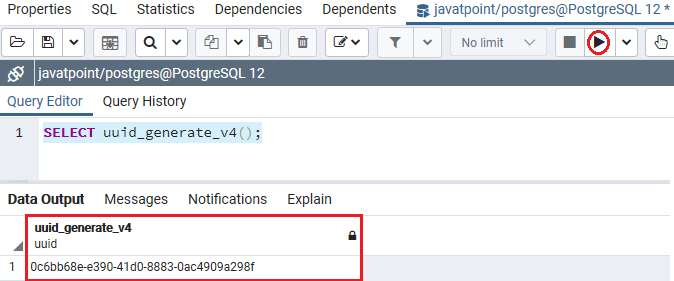 Properties SQL Statistics Dependencies Dependents javatpoint/postgres@PostgreSQL 12 *
No limit
javatpoint/postgres@PostgreSQL 12
Query Editor Query History
1 SELECT uuid_generate_v4();
Data Output Messages Notifications Explain
uuid_generate_v4
uuid
1 0c6bb68e-e390-41d0-8883-0ac4909a298f